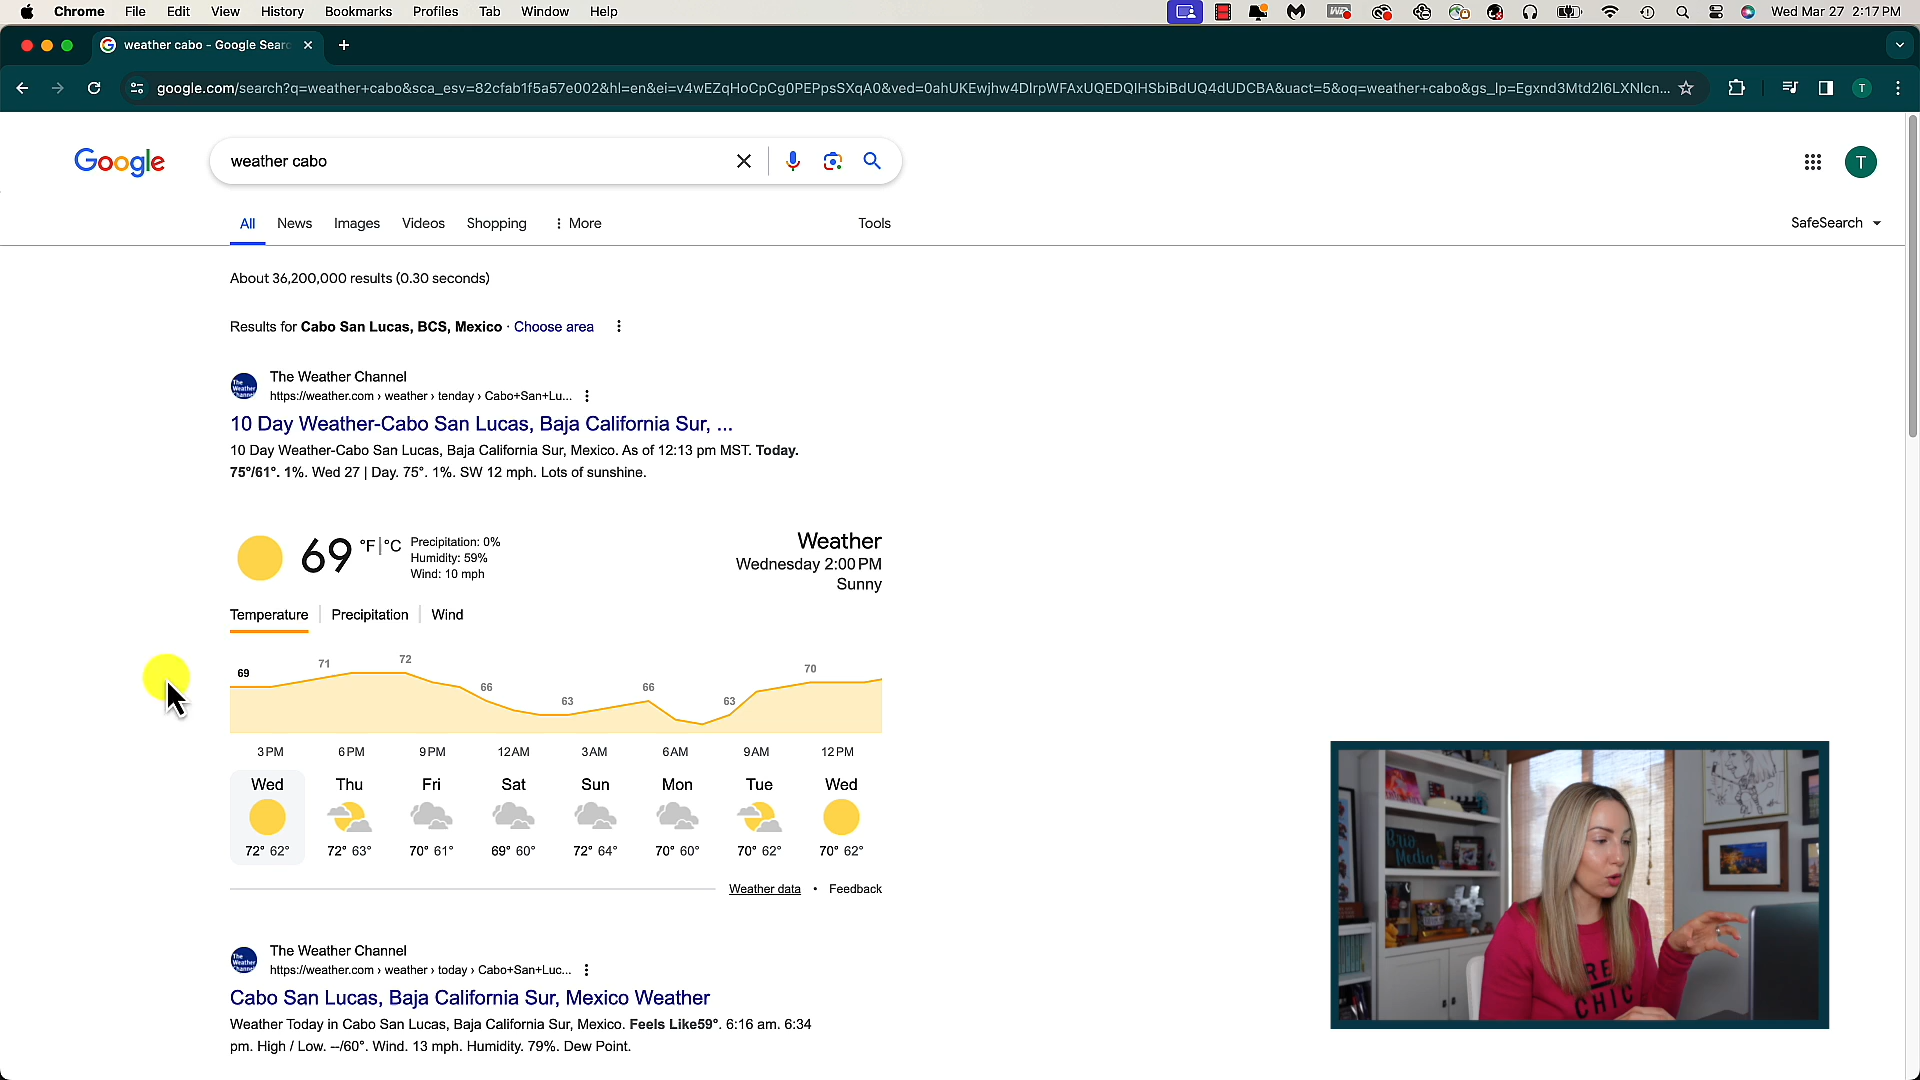 Chrome File Edit View History Bookmarks Profiles Tab Window Help Wed Mar 27 2:17 PM
weather cabo - Google Searc
google.com/search?q=weather+cabo&sca_esv=82cfab1f5a57e002&hl=en&ei=v4wEZqHoCpCg0PEPpsSXqA0&ved=0ahUKEwjhw4DlrpWFAxUQEDQIHSbiBdUQ4dUDCBA&uact=5&oq=weather+cabo&gs_lp=Egxnd3Mtd2l6LXNlcn...
T
Google
weather cabo
T
All News Images Videos Shopping More Tools SafeSearch
About 36,200,000 results (0.30 seconds)
Results for Cabo San Lucas, BCS, Mexico · Choose area
The Weather Channel
The Weather Channel
https://weather.com › weather › tenday › Cabo+San+Lu...
10 Day Weather-Cabo San Lucas, Baja California Sur, ...
10 Day Weather-Cabo San Lucas, Baja California Sur, Mexico. As of 12:13 pm MST. Today.
75°/61°. 1%. Wed 27 | Day. 75°. 1%. SW 12 mph. Lots of sunshine.
69 °F | °C
Precipitation: 0%
Humidity: 59%
Wind: 10 mph
Weather
Wednesday 2:00 PM
Sunny
Temperature Precipitation Wind
69 71 72 66 63 66 63 70
3 PM 6 PM 9 PM 12 AM 3 AM 6 AM 9 AM 12 PM
Wed Thu Fri Sat Sun Mon Tue Wed
72° 62° 72° 63° 70° 61° 69° 60° 72° 64° 70° 60° 70° 62° 70° 62°
Weather data • Feedback
The Weather Channel
The Weather Channel
https://weather.com › weather › today › Cabo+San+Luc...
Cabo San Lucas, Baja California Sur, Mexico Weather
Weather Today in Cabo San Lucas, Baja California Sur, Mexico. Feels Like59°. 6:16 am. 6:34
pm. High / Low. --/60°. Wind. 13 mph. Humidity. 79%. Dew Point.
Media
CHIC